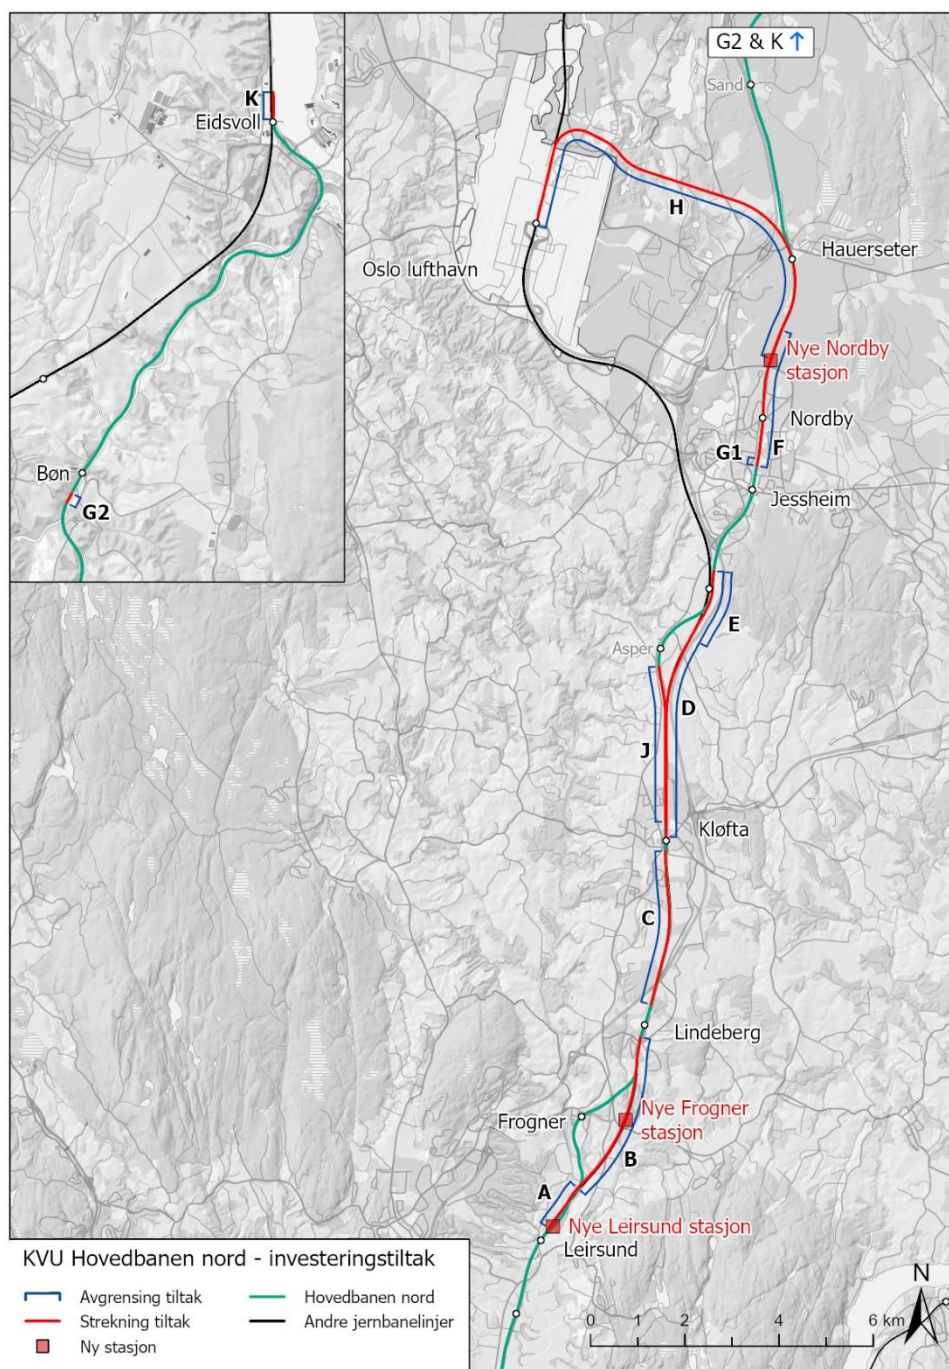 G2 & K ↑
Sand
K
Eidsvoll
H
Oslo lufthavn
Hauerseter
Nye Nordby
stasjon
Nordby
G1
F
Jessheim
Bøn
G2
E
Asper
D
J
Kløfta
C
Lindeberg
Nye Frogner
stasjon
Frogner
B
A
Nye Leirsund stasjon
Leirsund
KVU Hovedbanen nord - investeringstiltak
Avgrensing tiltak
Hovedbanen nord
Strekning tiltak
Andre jernbanelinjer
Ny stasjon
N
0 2 4 6 km